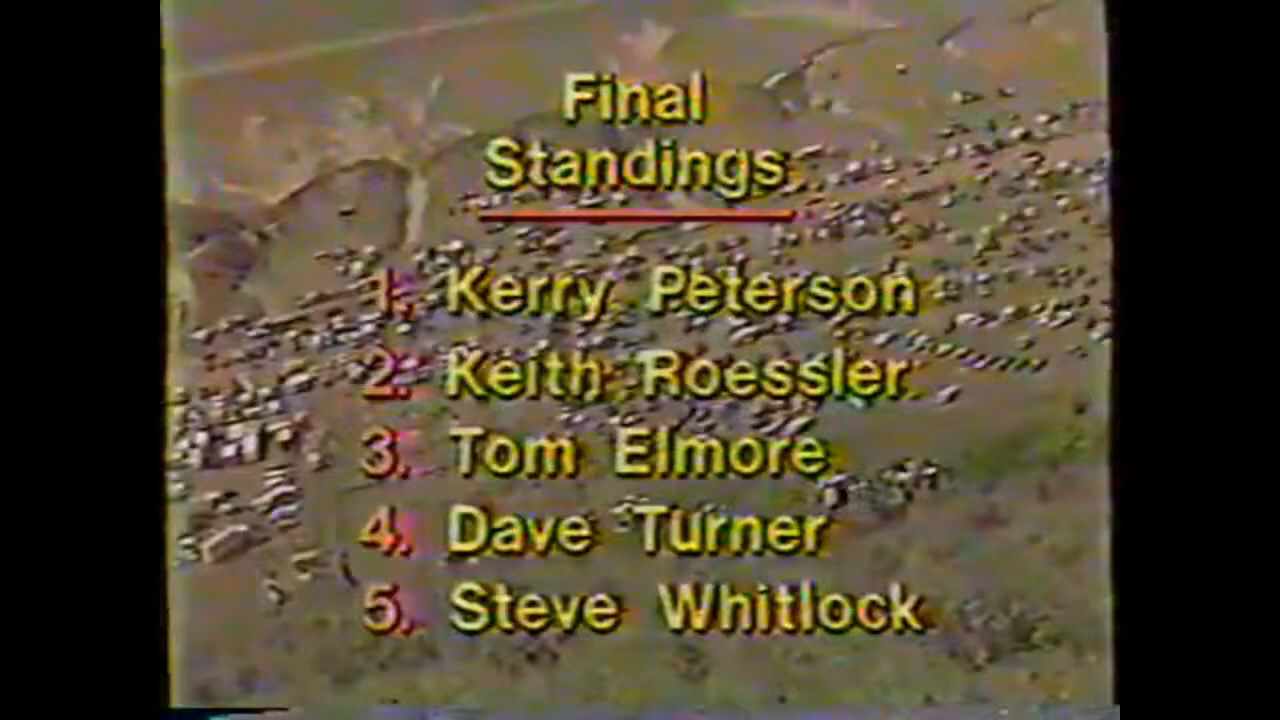 Final
Standings
1. Kerry Peterson
2. Keith Roessler
3. Tom Elmore
4. Dave Turner
5. Steve Whitlock